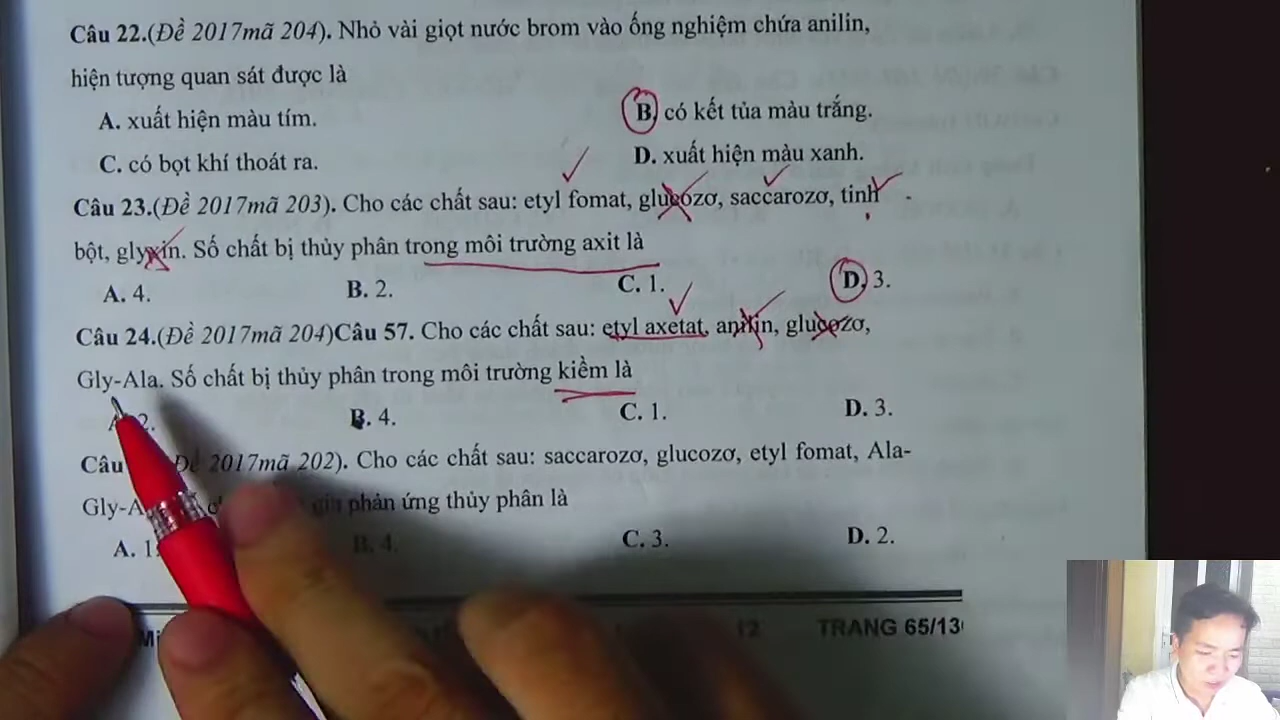 Câu 22.(Đề 2017mã 204). Nhỏ vài giọt nước brom vào ống nghiệm chứa anilin,
hiện tượng quan sát được là
A. xuất hiện màu tím. B. có kết tủa màu trắng.
C. có bọt khí thoát ra. D. xuất hiện màu xanh.
Câu 23.(Đề 2017mã 203). Cho các chất sau: etyl fomat, glucozơ, saccarozơ, tinh
bột, glyxin. Số chất bị thủy phân trong môi trường axit là
A. 4. B. 2. C. 1. D. 3.
Câu 24.(Đề 2017mã 204)Câu 57. Cho các chất sau: etyl axetat, anilin, glucozơ,
Gly-Ala. Số chất bị thủy phân trong môi trường kiềm là
2. B. 4. C. 1. D. 3.
Câu Đề 2017mã 202). Cho các chất sau: saccarozơ, glucozơ, etyl fomat, Ala-
Gly-A phản ứng thủy phân là
A. 1. B. 4. C. 3. D. 2.
12 TRANG 65/13